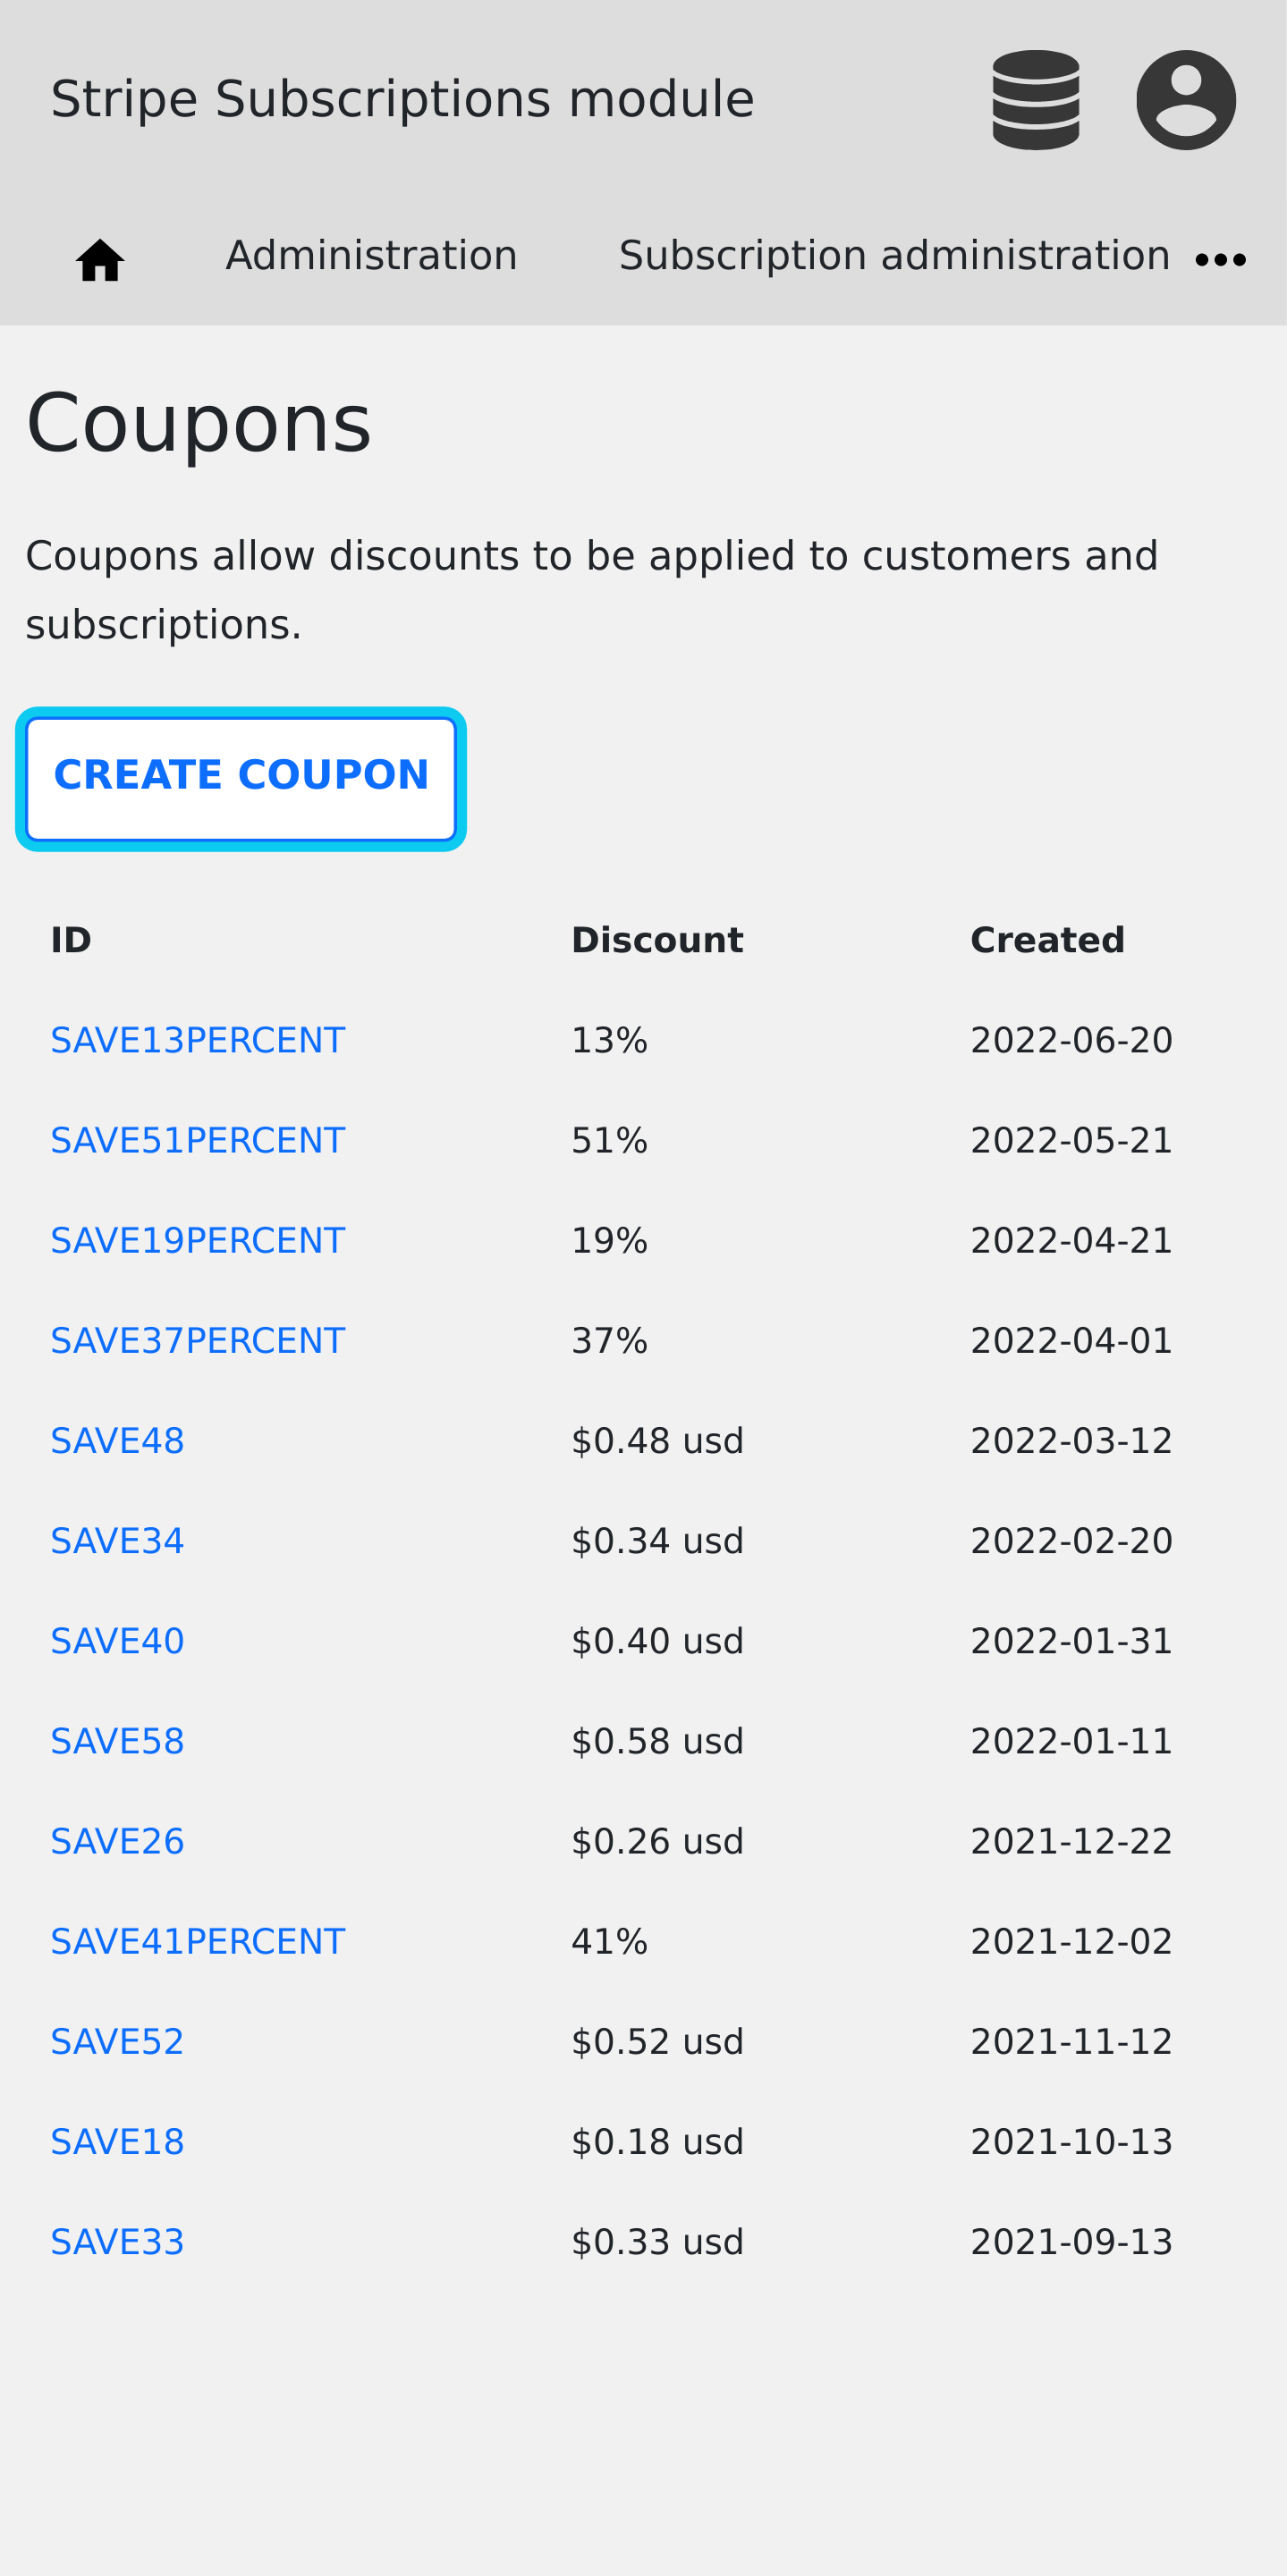 Stripe Subscriptions module
Administration Subscription administration
Coupons
Coupons allow discounts to be applied to customers and
subscriptions.
CREATE COUPON
ID Discount Created
SAVE13PERCENT 13% 2022-06-20
SAVE51PERCENT 51% 2022-05-21
SAVE19PERCENT 19% 2022-04-21
SAVE37PERCENT 37% 2022-04-01
SAVE48 $0.48 usd 2022-03-12
SAVE34 $0.34 usd 2022-02-20
SAVE40 $0.40 usd 2022-01-31
SAVE58 $0.58 usd 2022-01-11
SAVE26 $0.26 usd 2021-12-22
SAVE41PERCENT 41% 2021-12-02
SAVE52 $0.52 usd 2021-11-12
SAVE18 $0.18 usd 2021-10-13
SAVE33 $0.33 usd 2021-09-13